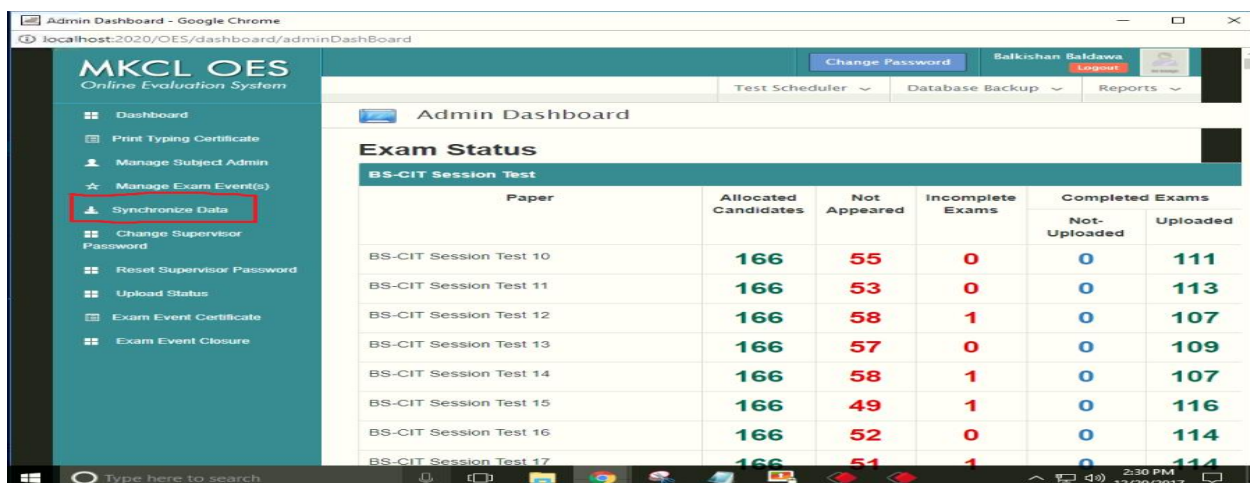 Admin Dashboard - Google Chrome
localhost:2020/OES/dashboard/adminDashBoard
MKCL OES
Online Evaluation System
Change Password
Balkishan Baldawa
Logout
Test Scheduler
Database Backup
Reports
Dashboard
Print Typing Certificate
Manage Subject Admin
Manage Exam Event(s)
Synchronize Data
Change Supervisor
Password
Reset Supervisor Password
Upload Status
Exam Event Certificate
Exam Event Closure
Admin Dashboard
Exam Status
BS-CIT Session Test
Paper Allocated Not Incomplete Completed Exams
Candidates Appeared Exams
Not- Uploaded
Uploaded
BS-CIT Session Test 10 166 55 0 0 111
BS-CIT Session Test 11 166 53 0 0 113
BS-CIT Session Test 12 166 58 1 0 107
BS-CIT Session Test 13 166 57 0 0 109
BS-CIT Session Test 14 166 58 1 0 107
BS-CIT Session Test 15 166 49 1 0 116
BS-CIT Session Test 16 166 52 0 0 114
BS-CIT Session Test 17 166 51 1 0 114
Type here to search
2:30 PM